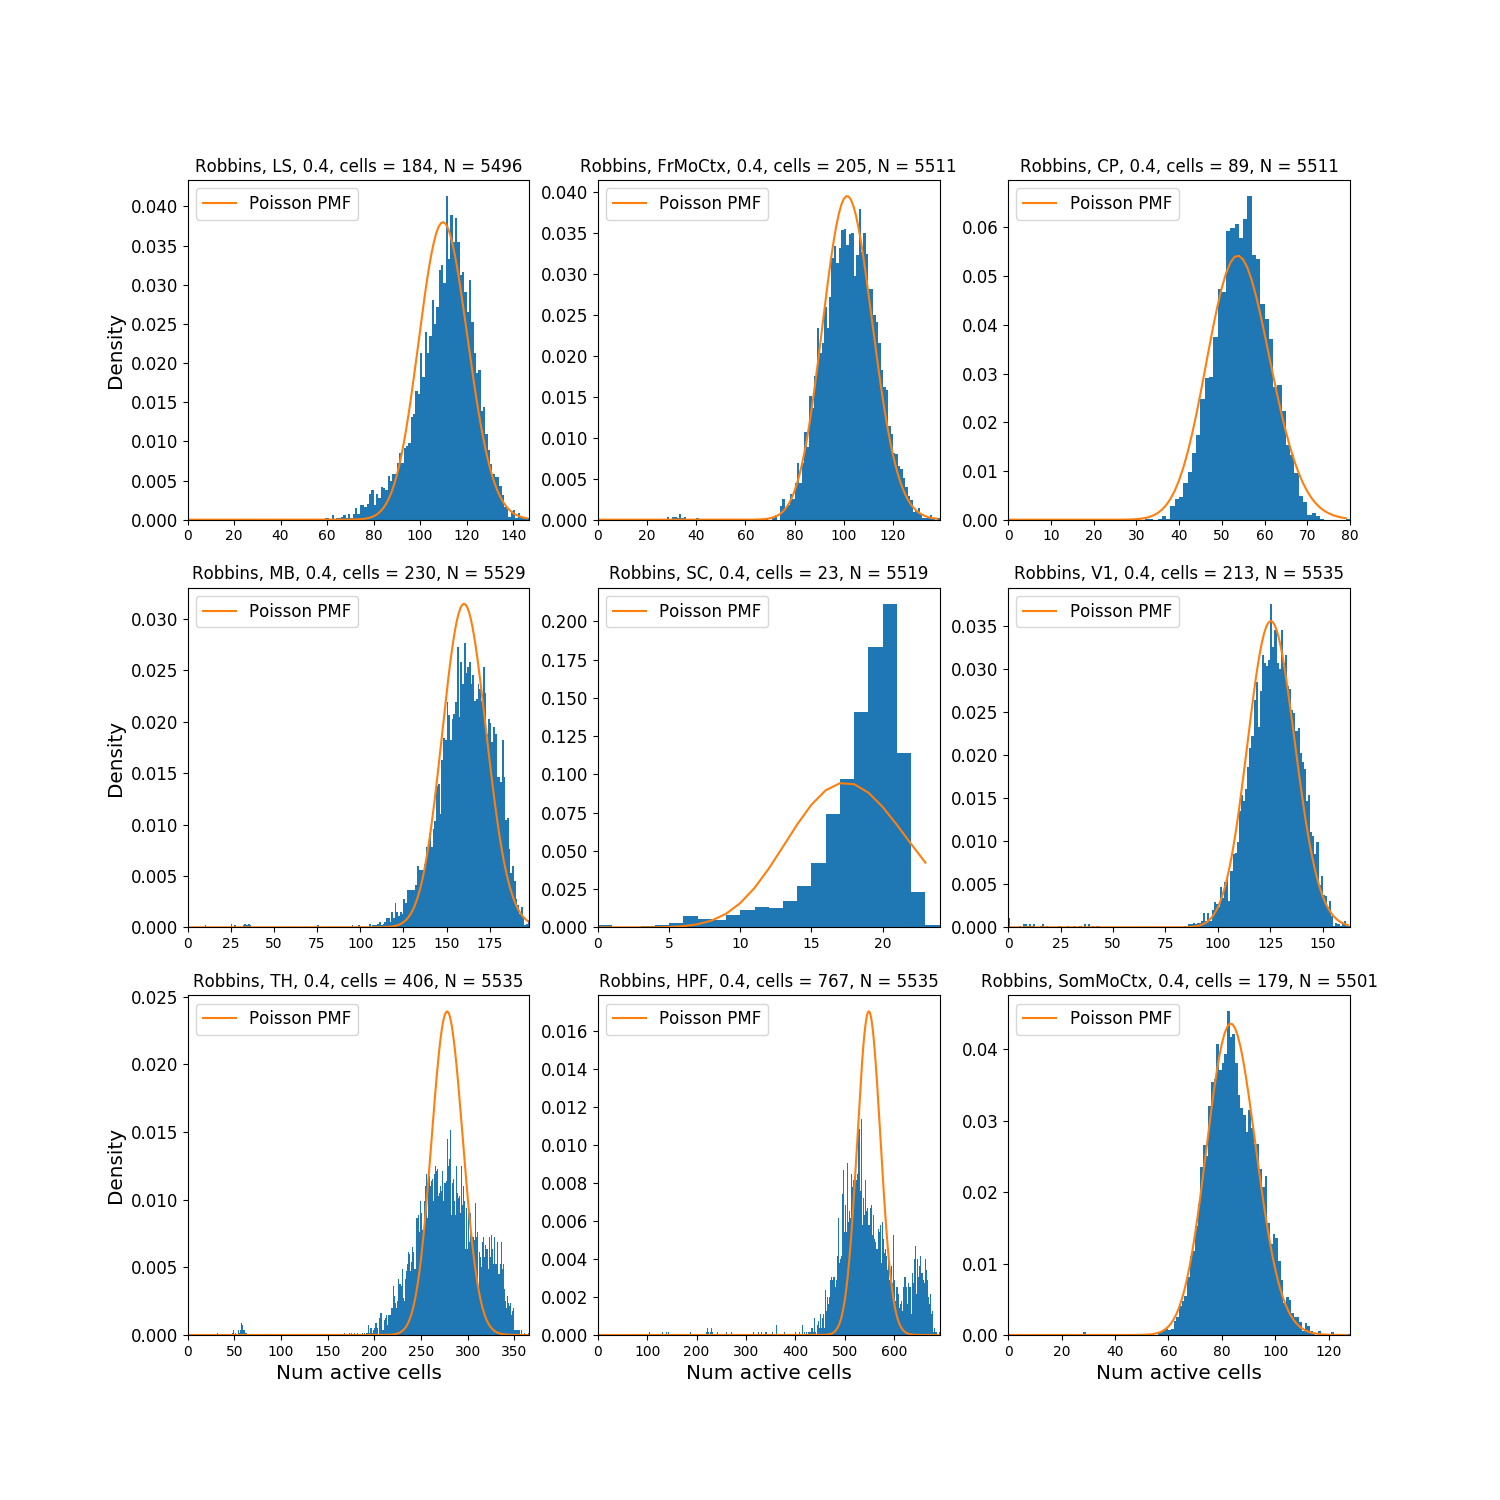 Robbins, LS, 0.4, cells = 184, N = 5496
Poisson PMF
Density
0.040
0.035
0.030
0.025
0.020
0.015
0.010
0.005
0.000
0 20 40 60 80 100 120 140
Robbins, FrMoCtx, 0.4, cells = 205, N = 5511
Poisson PMF
0.040
0.035
0.030
0.025
0.020
0.015
0.010
0.005
0.000
0 20 40 60 80 100 120
Robbins, CP, 0.4, cells = 89, N = 5511
Poisson PMF
0.06
0.05
0.04
0.03
0.02
0.01
0.00
0 10 20 30 40 50 60 70 80
Robbins, MB, 0.4, cells = 230, N = 5529
Poisson PMF
Density
0.030
0.025
0.020
0.015
0.010
0.005
0.000
0 25 50 75 100 125 150 175
Robbins, SC, 0.4, cells = 23, N = 5519
Poisson PMF
0.200
0.175
0.150
0.125
0.100
0.075
0.050
0.025
0.000
0 5 10 15 20
Robbins, V1, 0.4, cells = 213, N = 5535
Poisson PMF
0.035
0.030
0.025
0.020
0.015
0.010
0.005
0.000
0 25 50 75 100 125 150
Robbins, TH, 0.4, cells = 406, N = 5535
Poisson PMF
Density
0.025
0.020
0.015
0.010
0.005
0.000
0 50 100 150 200 250 300 350
Num active cells
Robbins, HPF, 0.4, cells = 767, N = 5535
Poisson PMF
0.016
0.014
0.012
0.010
0.008
0.006
0.004
0.002
0.000
0 100 200 300 400 500 600
Num active cells
Robbins, SomMoCtx, 0.4, cells = 179, N = 5501
Poisson PMF
0.04
0.03
0.02
0.01
0.00
0 20 40 60 80 100 120
Num active cells